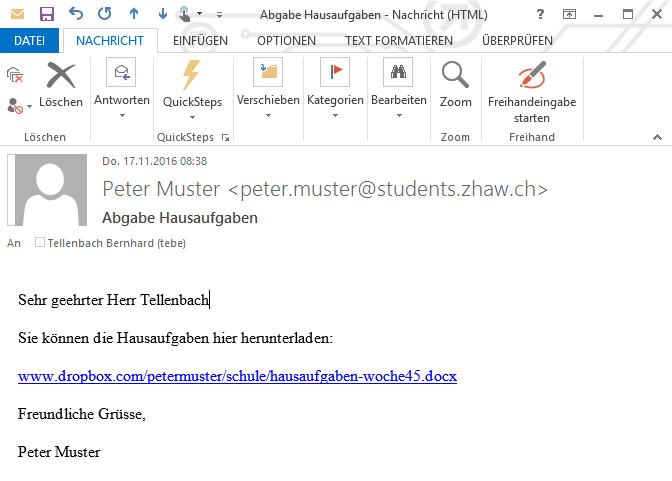 Abgabe Hausaufgaben - Nachricht (HTML)
DATEI NACHRICHT EINFÜGEN OPTIONEN TEXT FORMATIEREN ÜBERPRÜFEN
Löschen Antworten QuickSteps Verschieben Kategorien Bearbeiten Zoom Freihandeingabe starten
Löschen QuickSteps Zoom Freihand
Do. 17.11.2016 08:38
Peter Muster <peter.muster@students.zhaw.ch>
Abgabe Hausaufgaben
An Tellenbach Bernhard (tebe)
Sehr geehrter Herr Tellenbach
Sie können die Hausaufgaben hier herunterladen:
www.dropbox.com/petermuster/schule/hausaufgaben-woche45.docx
Freundliche Grüsse,
Peter Muster